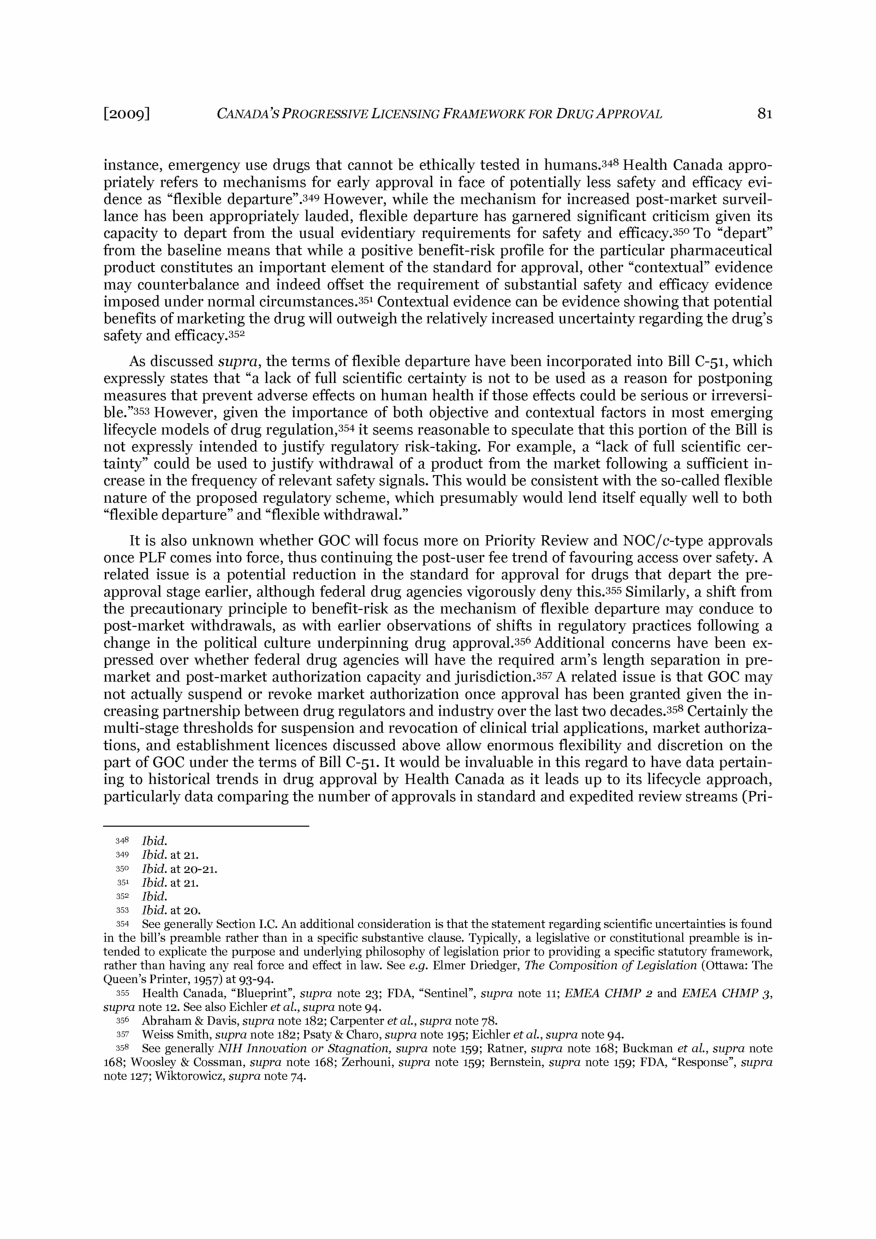 [2009] CANADA'S PROGRESSIVE LICENSING FRAMEWORK FOR DRUG APPROVAL 81
instance, emergency use drugs that cannot be ethically tested in humans.348 Health Canada appro-
priately refers to mechanisms for early approval in face of potentially less safety and efficacy evi-
dence as “flexible departure”.349 However, while the mechanism for increased post-market surveil-
lance has been appropriately lauded, flexible departure has garnered significant criticism given its
capacity to depart from the usual evidentiary requirements for safety and efficacy.350 To “depart”
from the baseline means that while a positive benefit-risk profile for the particular pharmaceutical
product constitutes an important element of the standard for approval, other “contextual” evidence
may counterbalance and indeed offset the requirement of substantial safety and efficacy evidence
imposed under normal circumstances.351 Contextual evidence can be evidence showing that potential
benefits of marketing the drug will outweigh the relatively increased uncertainty regarding the drug’s
safety and efficacy.352
As discussed supra, the terms of flexible departure have been incorporated into Bill C-51, which
expressly states that “a lack of full scientific certainty is not to be used as a reason for postponing
measures that prevent adverse effects on human health if those effects could be serious or irreversi-
ble.”353 However, given the importance of both objective and contextual factors in most emerging
lifecycle models of drug regulation,354 it seems reasonable to speculate that this portion of the Bill is
not expressly intended to justify regulatory risk-taking. For example, a “lack of full scientific cer-
tainty” could be used to justify withdrawal of a product from the market following a sufficient in-
crease in the frequency of relevant safety signals. This would be consistent with the so-called flexible
nature of the proposed regulatory scheme, which presumably would lend itself equally well to both
“flexible departure” and “flexible withdrawal.”
It is also unknown whether GOC will focus more on Priority Review and NOC/c-type approvals
once PLF comes into force, thus continuing the post-user fee trend of favouring access over safety. A
related issue is a potential reduction in the standard for approval for drugs that depart the pre-
approval stage earlier, although federal drug agencies vigorously deny this.355 Similarly, a shift from
the precautionary principle to benefit-risk as the mechanism of flexible departure may conduce to
post-market withdrawals, as with earlier observations of shifts in regulatory practices following a
change in the political culture underpinning drug approval.356 Additional concerns have been ex-
pressed over whether federal drug agencies will have the required arm’s length separation in pre-
market and post-market authorization capacity and jurisdiction.357 A related issue is that GOC may
not actually suspend or revoke market authorization once approval has been granted given the in-
creasing partnership between drug regulators and industry over the last two decades.358 Certainly the
multi-stage thresholds for suspension and revocation of clinical trial applications, market authoriza-
tions, and establishment licences discussed above allow enormous flexibility and discretion on the
part of GOC under the terms of Bill C-51. It would be invaluable in this regard to have data pertain-
ing to historical trends in drug approval by Health Canada as it leads up to its lifecycle approach,
particularly data comparing the number of approvals in standard and expedited review streams (Pri-
348 Ibid.
349 Ibid. at 21.
350 Ibid. at 20-21.
351 Ibid. at 21.
352 Ibid.
353 Ibid. at 20.
354 See generally Section I.C. An additional consideration is that the statement regarding scientific uncertainties is found
in the bill’s preamble rather than in a specific substantive clause. Typically, a legislative or constitutional preamble is in-
tended to explicate the purpose and underlying philosophy of legislation prior to providing a specific statutory framework,
rather than having any real force and effect in law. See e.g. Elmer Driedger, The Composition of Legislation (Ottawa: The
Queen’s Printer, 1957) at 93-94.
355 Health Canada, “Blueprint”, supra note 23; FDA, “Sentinel”, supra note 11; EMEA CHMP 2 and EMEA CHMP 3,
supra note 12. See also Eichler et al., supra note 94.
356 Abraham & Davis, supra note 182; Carpenter et al., supra note 78.
357 Weiss Smith, supra note 182; Psaty & Charo, supra note 195; Eichler et al., supra note 94.
358 See generally NIH Innovation or Stagnation, supra note 159; Ratner, supra note 168; Buckman et al., supra note
168; Woosley & Cossman, supra note 168; Zerhouni, supra note 159; Bernstein, supra note 159; FDA, “Response”, supra
note 127; Wiktorowicz, supra note 74.